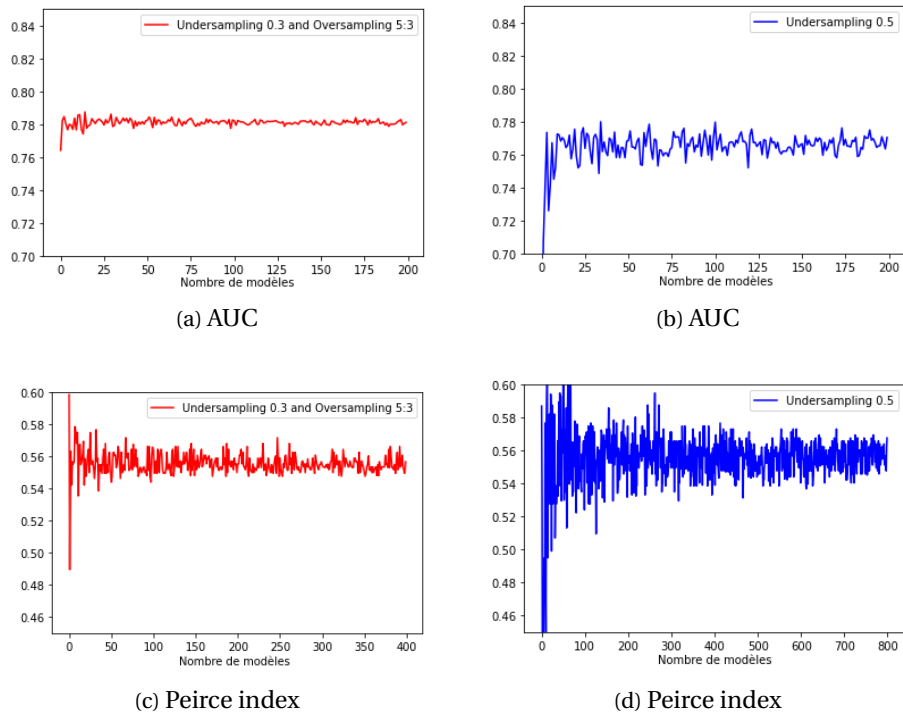 Undersampling 0.3 and Oversampling 5:3
0.84
0.82
0.80
0.78
0.76
0.74
0.72
0.70
0 25 50 75 100 125 150 175 200
Nombre de modèles
(a) AUC
Undersampling 0.5
0.84
0.82
0.80
0.78
0.76
0.74
0.72
0.70
0 25 50 75 100 125 150 175 200
Nombre de modèles
(b) AUC
Undersampling 0.3 and Oversampling 5:3
0.60
0.58
0.56
0.54
0.52
0.50
0.48
0.46
0 50 100 150 200 250 300 350 400
Nombre de modèles
(c) Peirce index
Undersampling 0.5
0.60
0.58
0.56
0.54
0.52
0.50
0.48
0.46
0 100 200 300 400 500 600 700 800
Nombre de modèles
(d) Peirce index